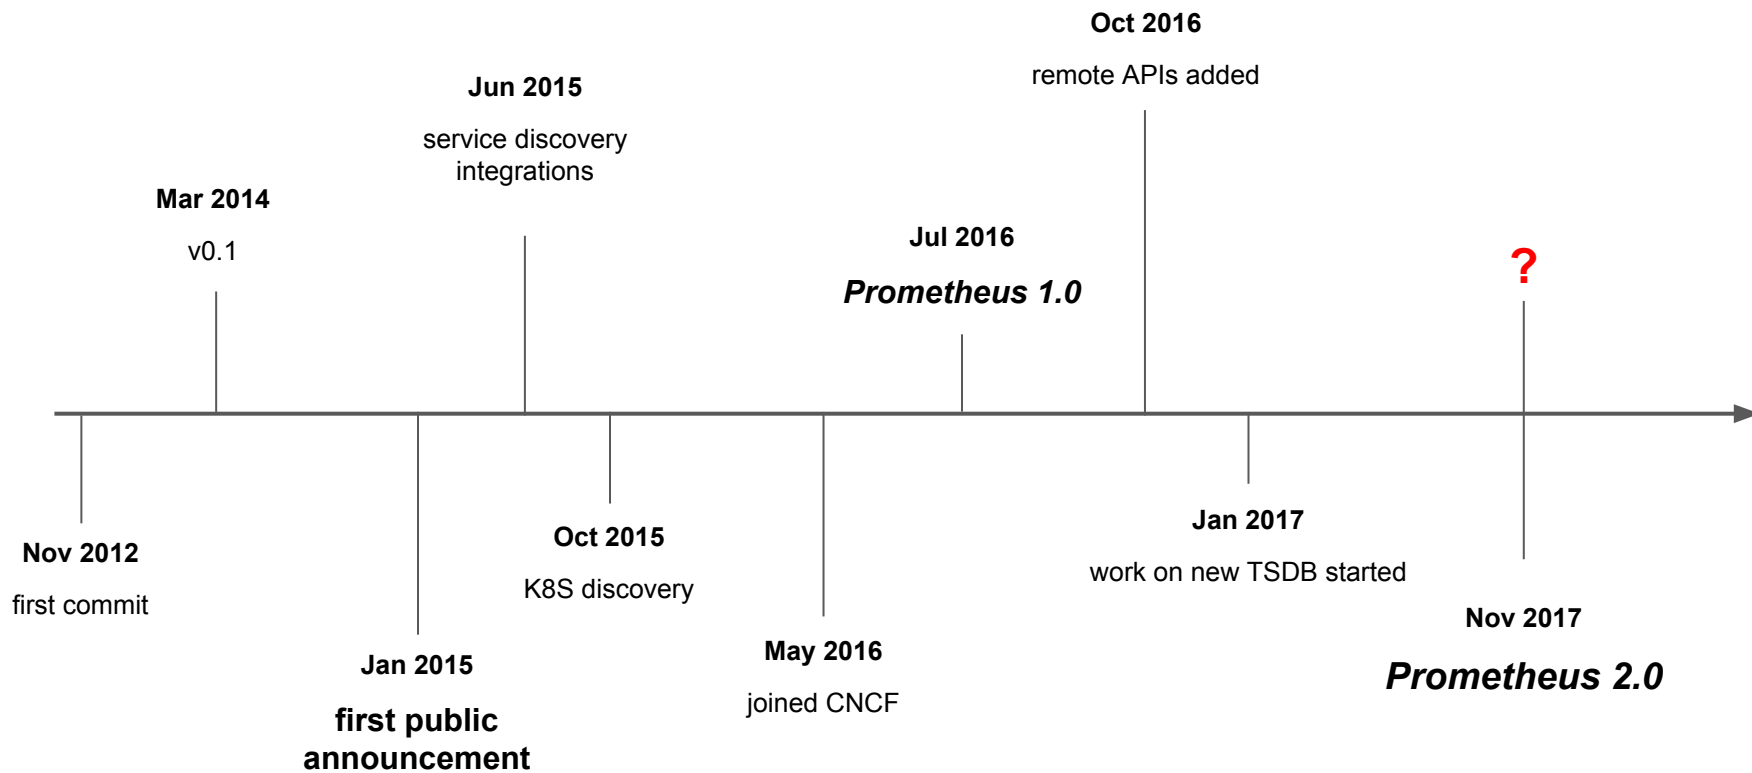 Oct 2016
remote APIs added
Jun 2015
service discovery
integrations
Mar 2014
v0.1
Jul 2016
Prometheus 1.0
?
Nov 2012
first commit
Jan 2015
first public
announcement
Oct 2015
K8S discovery
May 2016
joined CNCF
Jan 2017
work on new TSDB started
Nov 2017
Prometheus 2.0